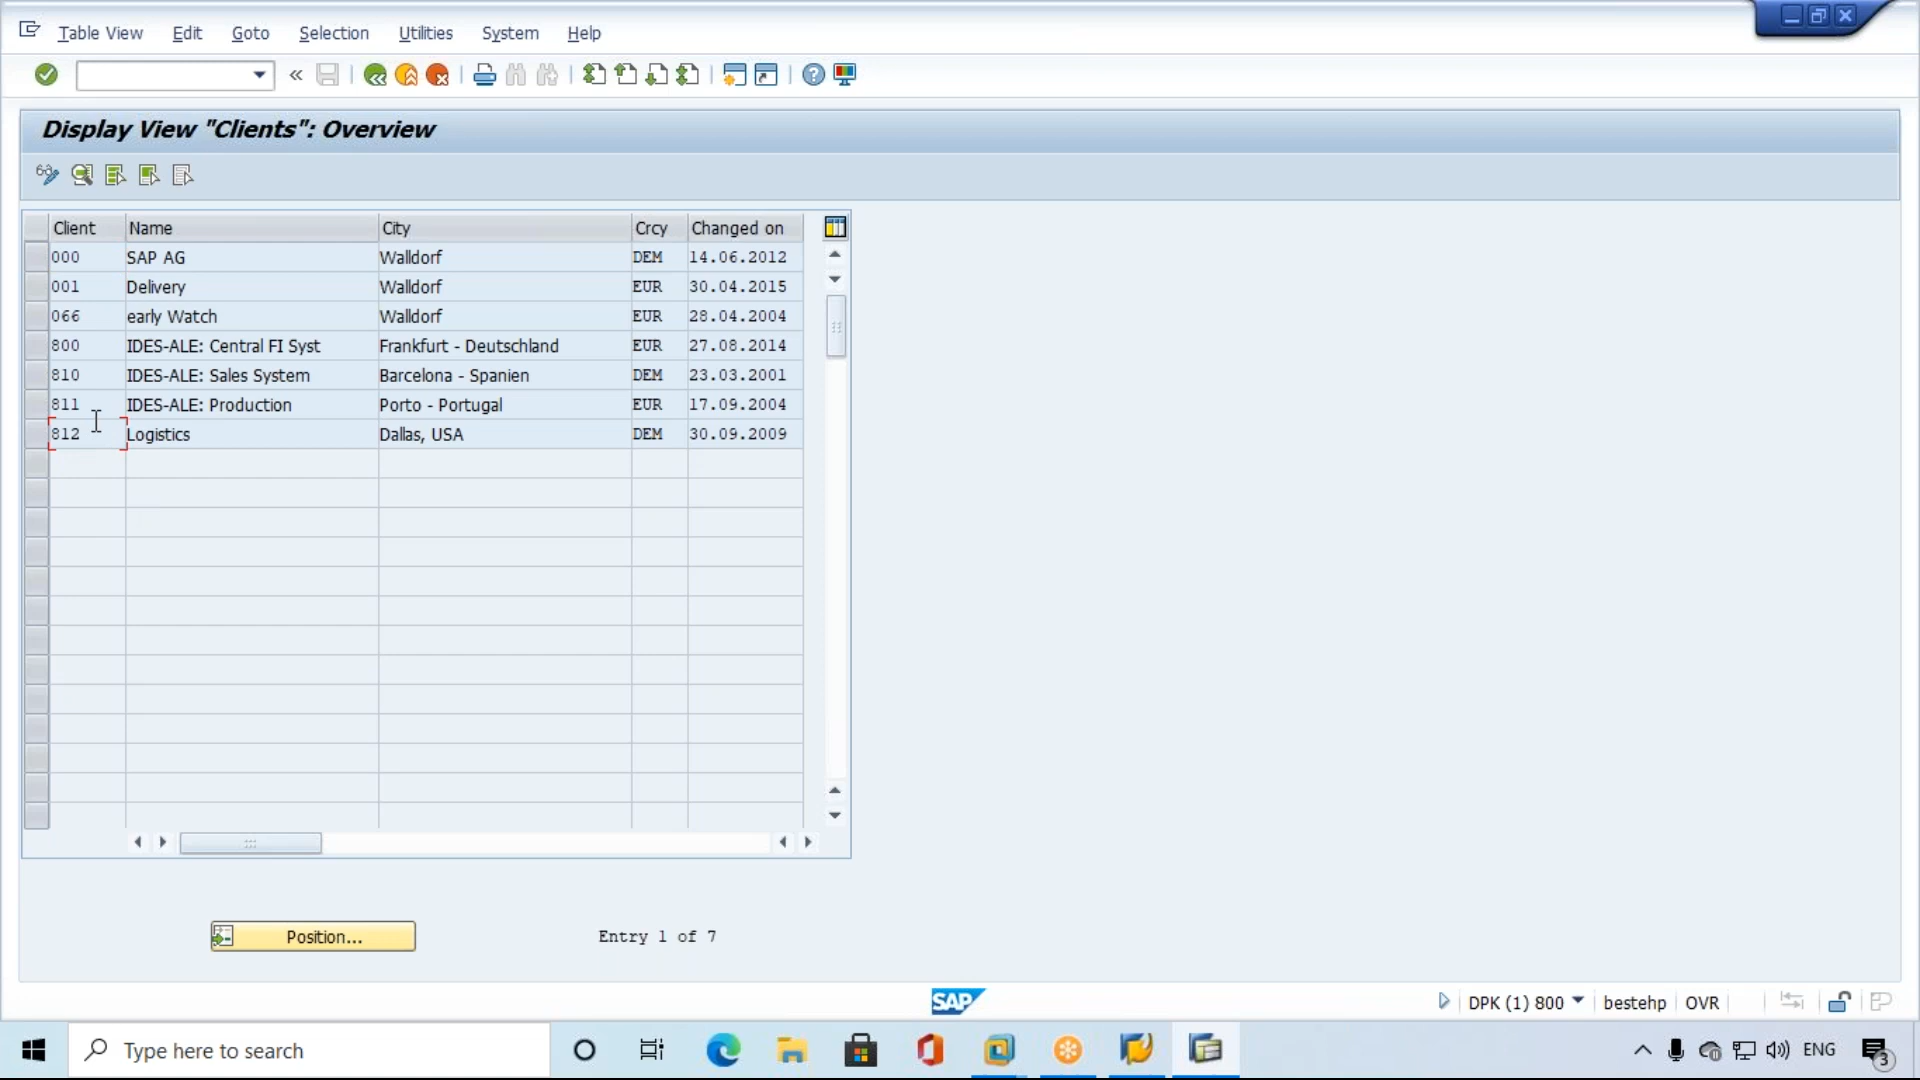 Table View Edit Goto Selection Utilities System Help
Display View "Clients": Overview
Client Name City Crcy Changed on
000 SAP AG Walldorf DEM 14.06.2012
001 Delivery Walldorf EUR 30.04.2015
066 early Watch Walldorf EUR 28.04.2004
800 IDES-ALE: Central FI Syst Frankfurt - Deutschland EUR 27.08.2014
810 IDES-ALE: Sales System Barcelona - Spanien DEM 23.03.2001
811 IDES-ALE: Production Porto - Portugal EUR 17.09.2004
812 Logistics Dallas, USA DEM 30.09.2009
Position... Entry 1 of 7
SAP DPK (1) 800 bestehp OVR
Type here to search ENG 3